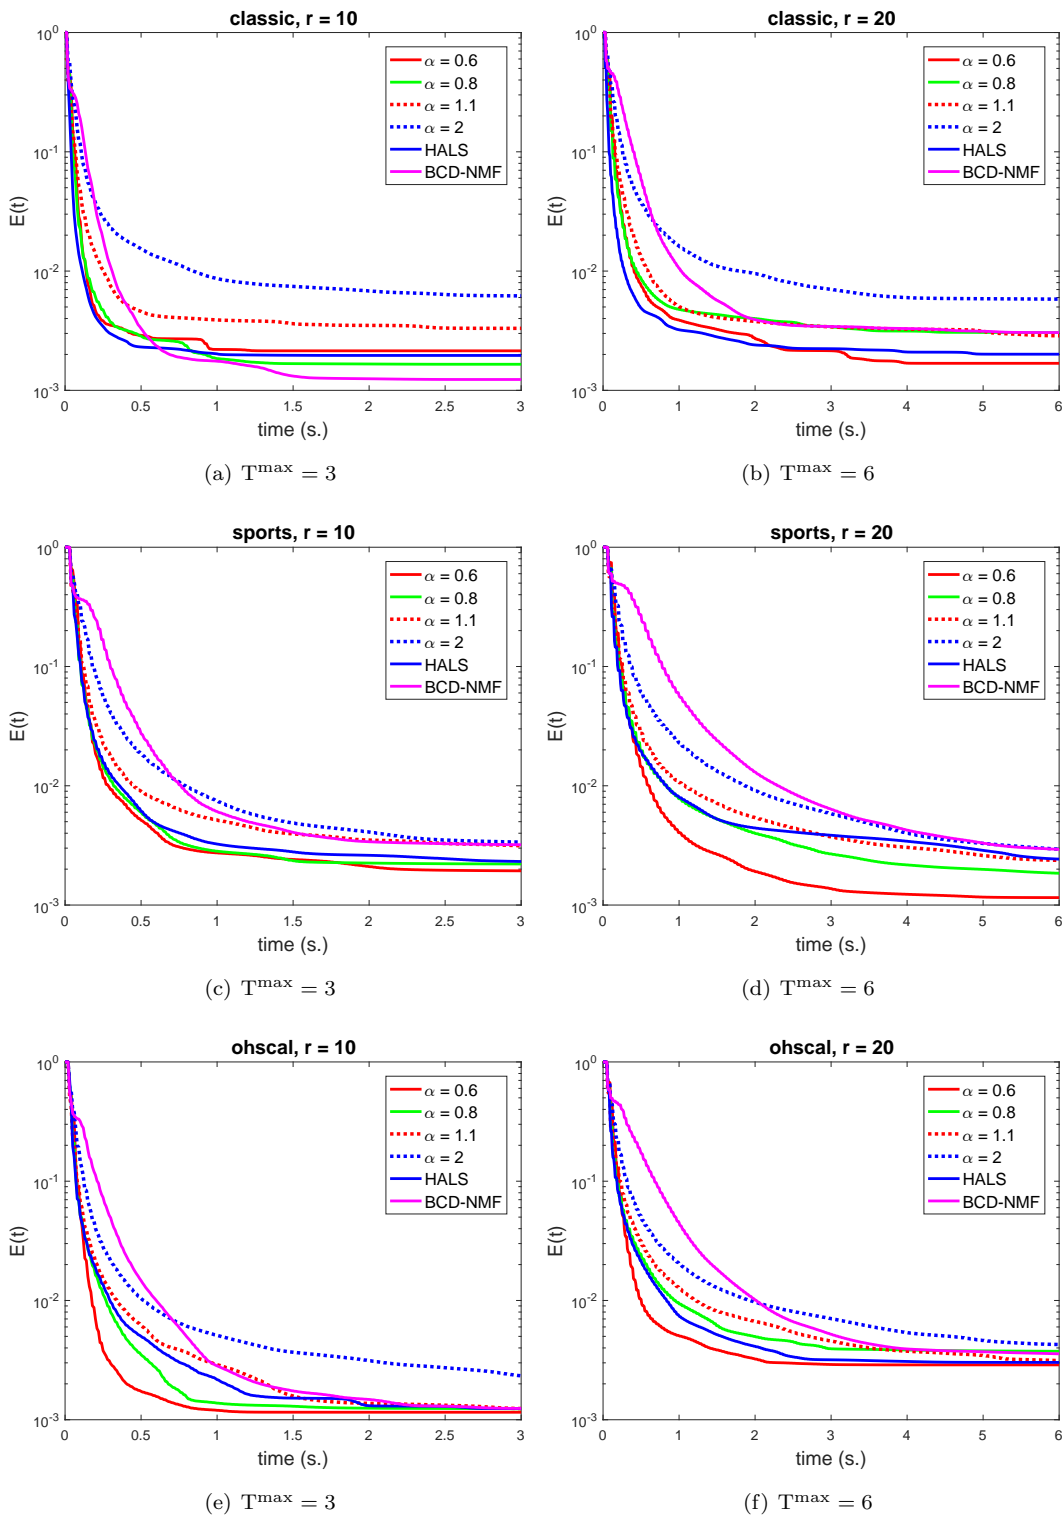 classic, r = 10
E(t)
10^0
10^-1
10^-2
10^-3
α = 0.6
α = 0.8
α = 1.1
α = 2
HALS
BCD-NMF
0 0.5 1 1.5 2 2.5 3
time (s.)
(a) T^max = 3
classic, r = 20
E(t)
10^0
10^-1
10^-2
10^-3
α = 0.6
α = 0.8
α = 1.1
α = 2
HALS
BCD-NMF
0 1 2 3 4 5 6
time (s.)
(b) T^max = 6
sports, r = 10
E(t)
10^0
10^-1
10^-2
10^-3
α = 0.6
α = 0.8
α = 1.1
α = 2
HALS
BCD-NMF
0 0.5 1 1.5 2 2.5 3
time (s.)
(c) T^max = 3
sports, r = 20
E(t)
10^0
10^-1
10^-2
10^-3
α = 0.6
α = 0.8
α = 1.1
α = 2
HALS
BCD-NMF
0 1 2 3 4 5 6
time (s.)
(d) T^max = 6
ohscal, r = 10
E(t)
10^0
10^-1
10^-2
10^-3
α = 0.6
α = 0.8
α = 1.1
α = 2
HALS
BCD-NMF
0 0.5 1 1.5 2 2.5 3
time (s.)
(e) T^max = 3
ohscal, r = 20
E(t)
10^0
10^-1
10^-2
10^-3
α = 0.6
α = 0.8
α = 1.1
α = 2
HALS
BCD-NMF
0 1 2 3 4 5 6
time (s.)
(f) T^max = 6